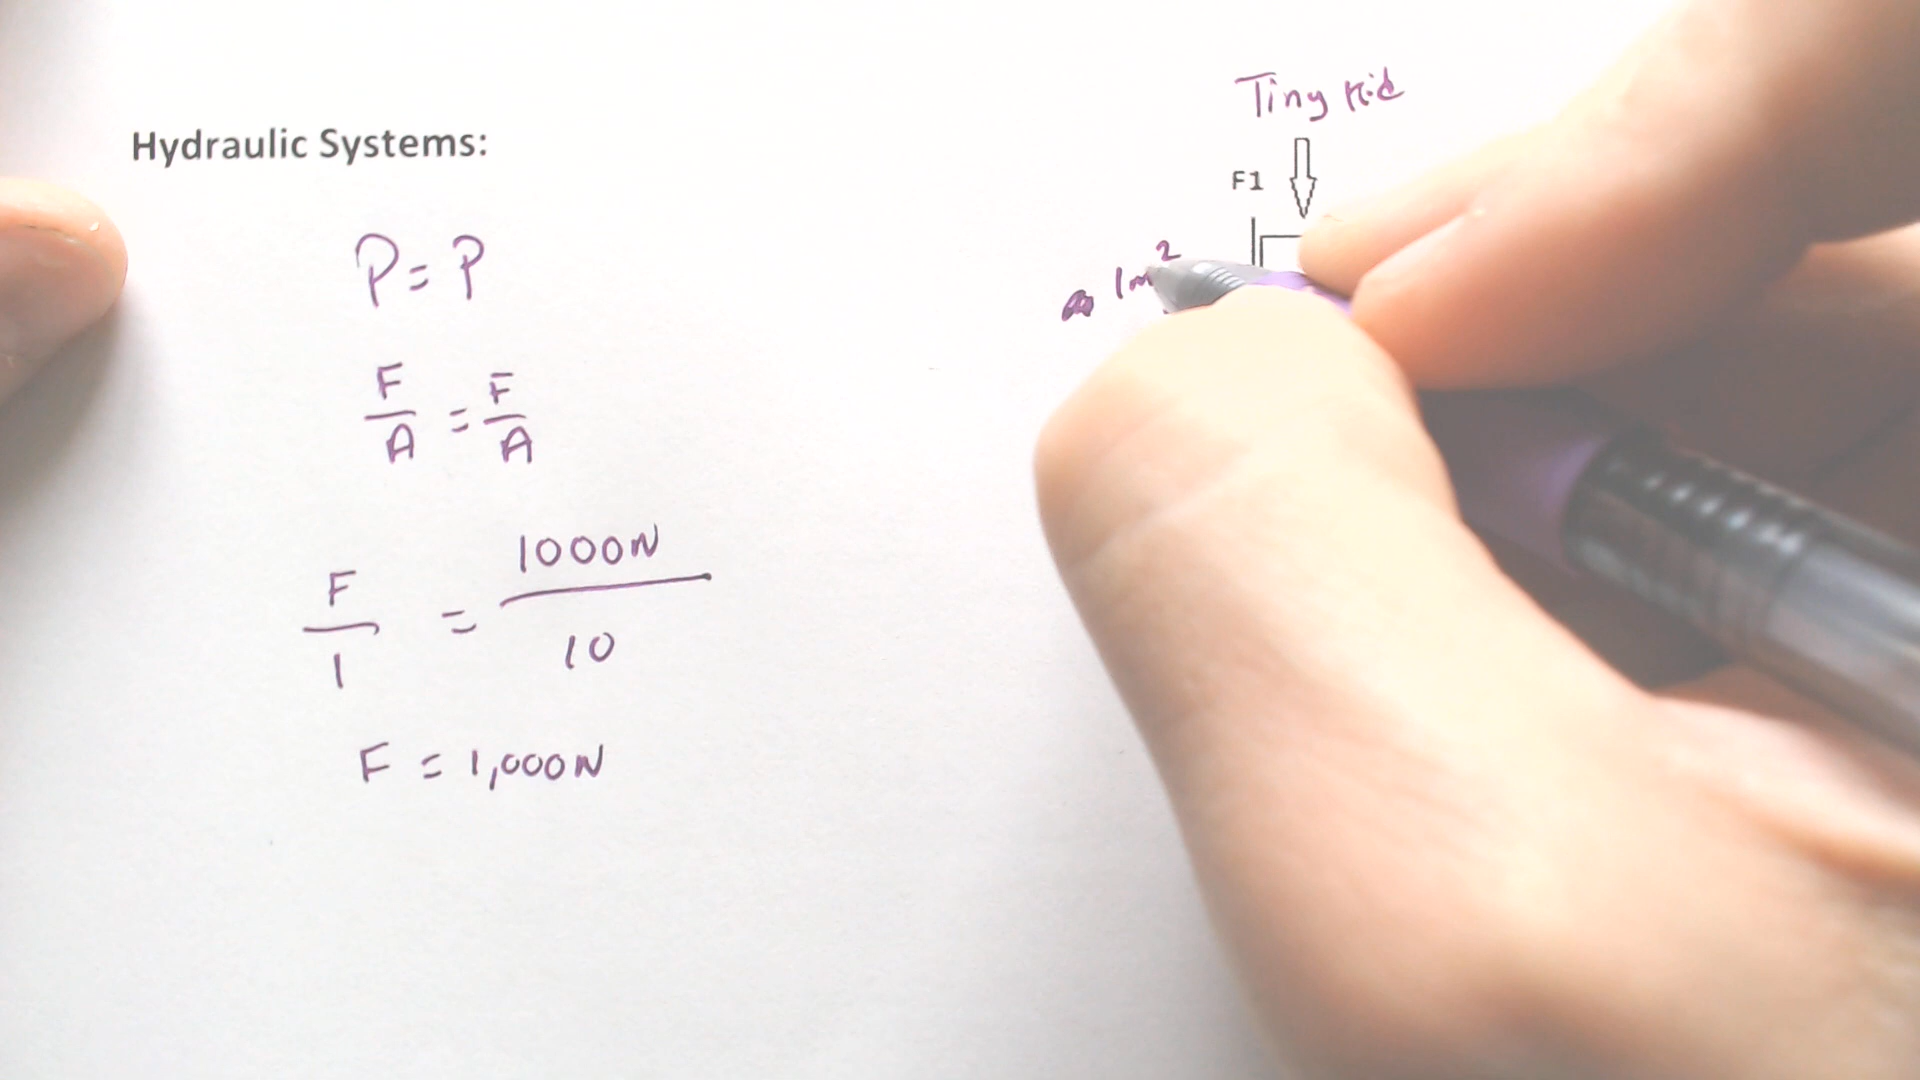 Hydraulic Systems:
P = P
F/A = F/A
F/1 = 1000N/10
F = 1,000N
Tiny kid
F1
1m²